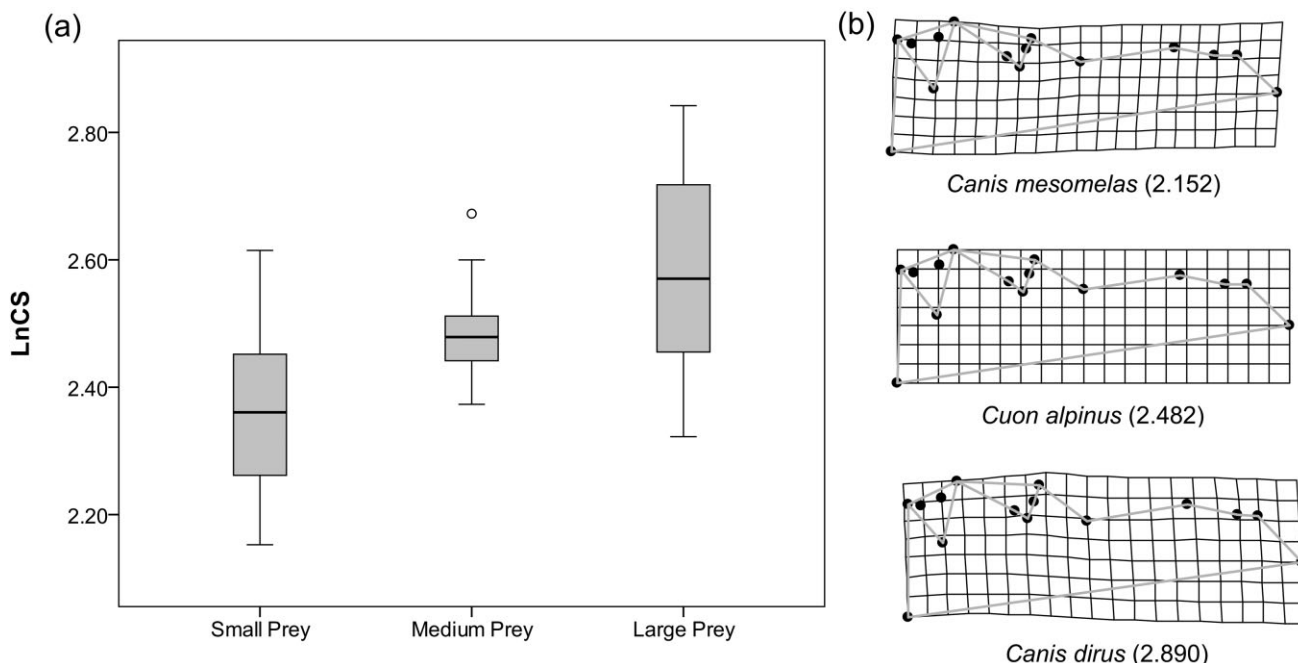 (a)
LnCS
2.80
2.60
2.40
2.20
Small Prey
Medium Prey
Large Prey
(b)
Canis mesomelas (2.152)
Cuon alpinus (2.482)
Canis dirus (2.890)